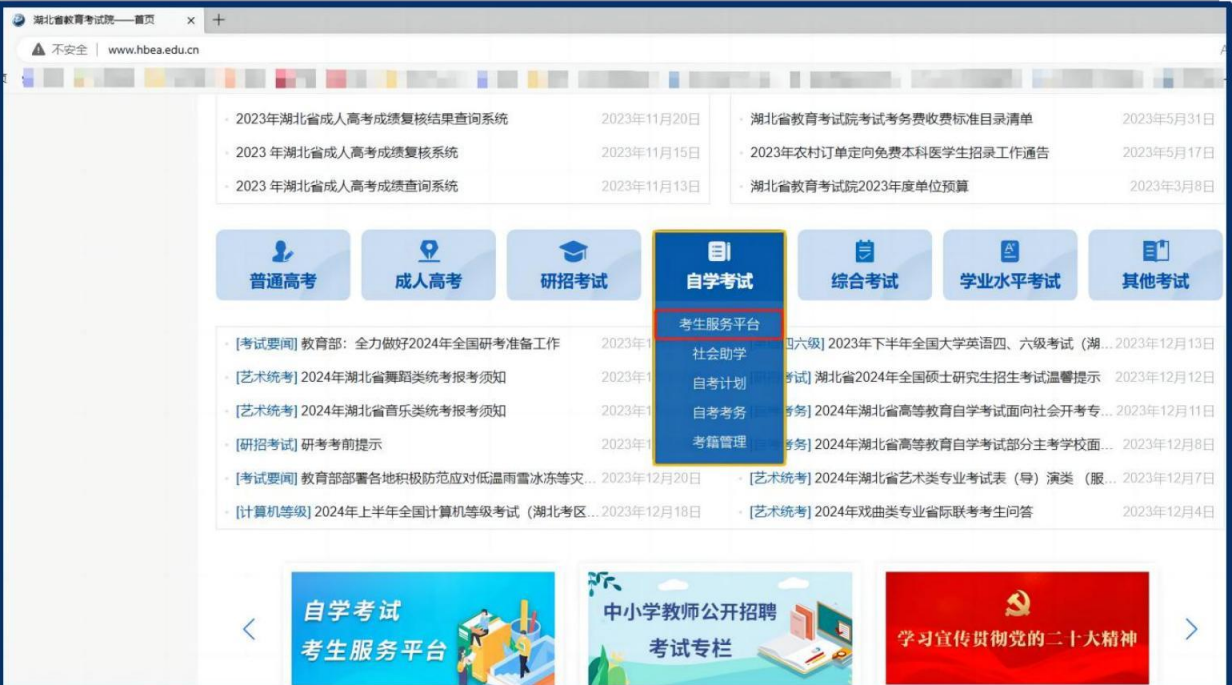 湖北省教育考试院——首页
不安全 www.hbea.edu.cn
2023年湖北省成人高考成绩复核结果查询系统 2023年11月20日
2023 年湖北省成人高考成绩复核系统 2023年11月15日
2023 年湖北省成人高考成绩查询系统 2023年11月13日
湖北省教育考试院考试考务费收费标准目录清单 2023年5月31日
2023年农村订单定向免费本科医学生招录工作通告 2023年5月17日
湖北省教育考试院2023年度单位预算 2023年3月8日
普通高考 成人高考 研招考试 自学考试 综合考试 学业水平考试 其他考试
考生服务平台
社会助学
自考计划
自考考务
考籍管理
[考试要闻] 教育部：全力做好2024年全国研考准备工作 2023年1
[艺术统考] 2024年湖北省舞蹈类统考报考须知 2023年1
[艺术统考] 2024年湖北省音乐类统考报考须知 2023年1
[研招考试] 研考考前提示 2023年1
[考试要闻] 教育部部署各地积极防范应对低温雨雪冰冻等灾... 2023年12月20日
[计算机等级] 2024年上半年全国计算机等级考试（湖北考区... 2023年12月18日
六级] 2023年下半年全国大学英语四、六级考试（湖... 2023年12月13日
考试] 湖北省2024年全国硕士研究生招生考试温馨提示 2023年12月12日
考务] 2024年湖北省高等教育自学考试面向社会开考专... 2023年12月11日
考务] 2024年湖北省高等教育自学考试部分主考学校面... 2023年12月8日
[艺术统考] 2024年湖北省艺术类专业考试表（导）演类 （服... 2023年12月7日
[艺术统考] 2024年戏曲类专业省际联考考生问答 2023年12月4日
自学考试
考生服务平台
中小学教师公开招聘
考试专栏
学习宣传贯彻党的二十大精神